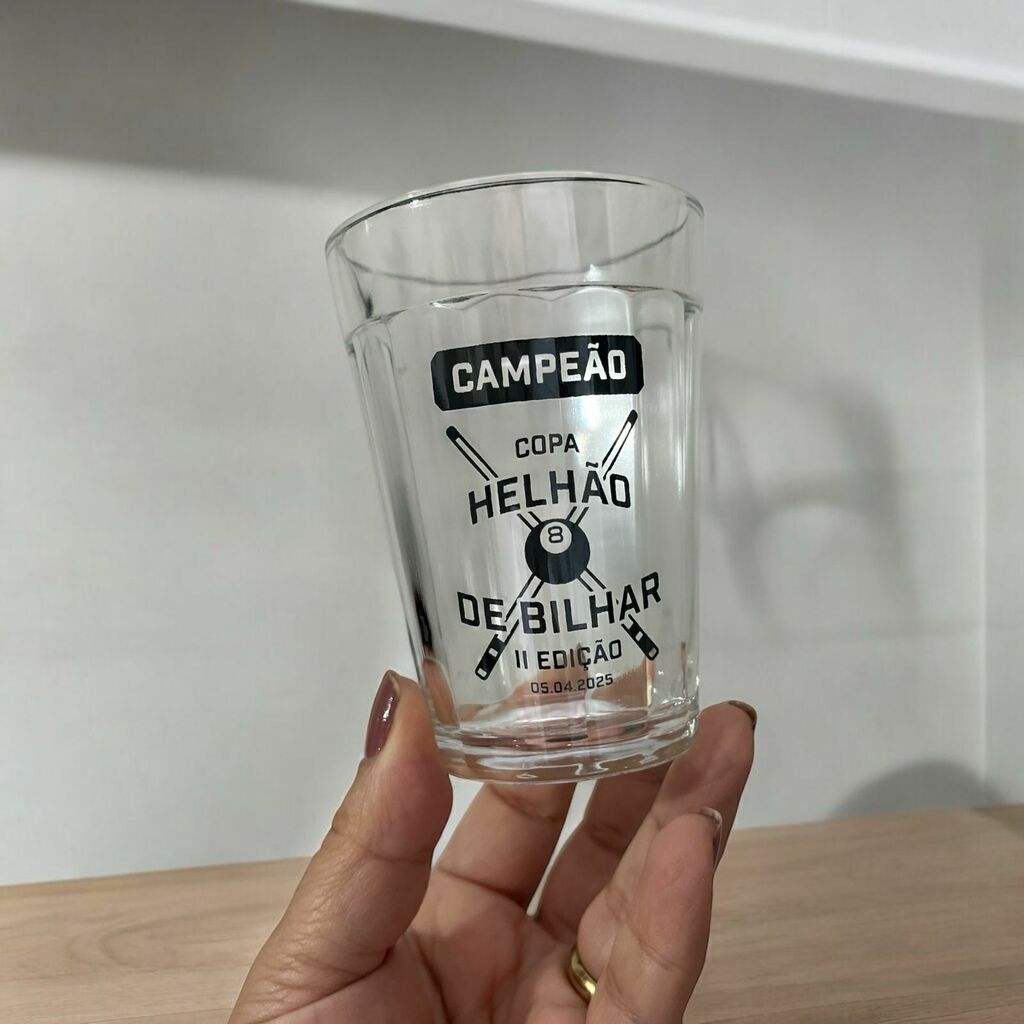 CAMPEÃO
COPA
HELHÃO
8
DE BILHAR
II EDIÇÃO
05.04.2025